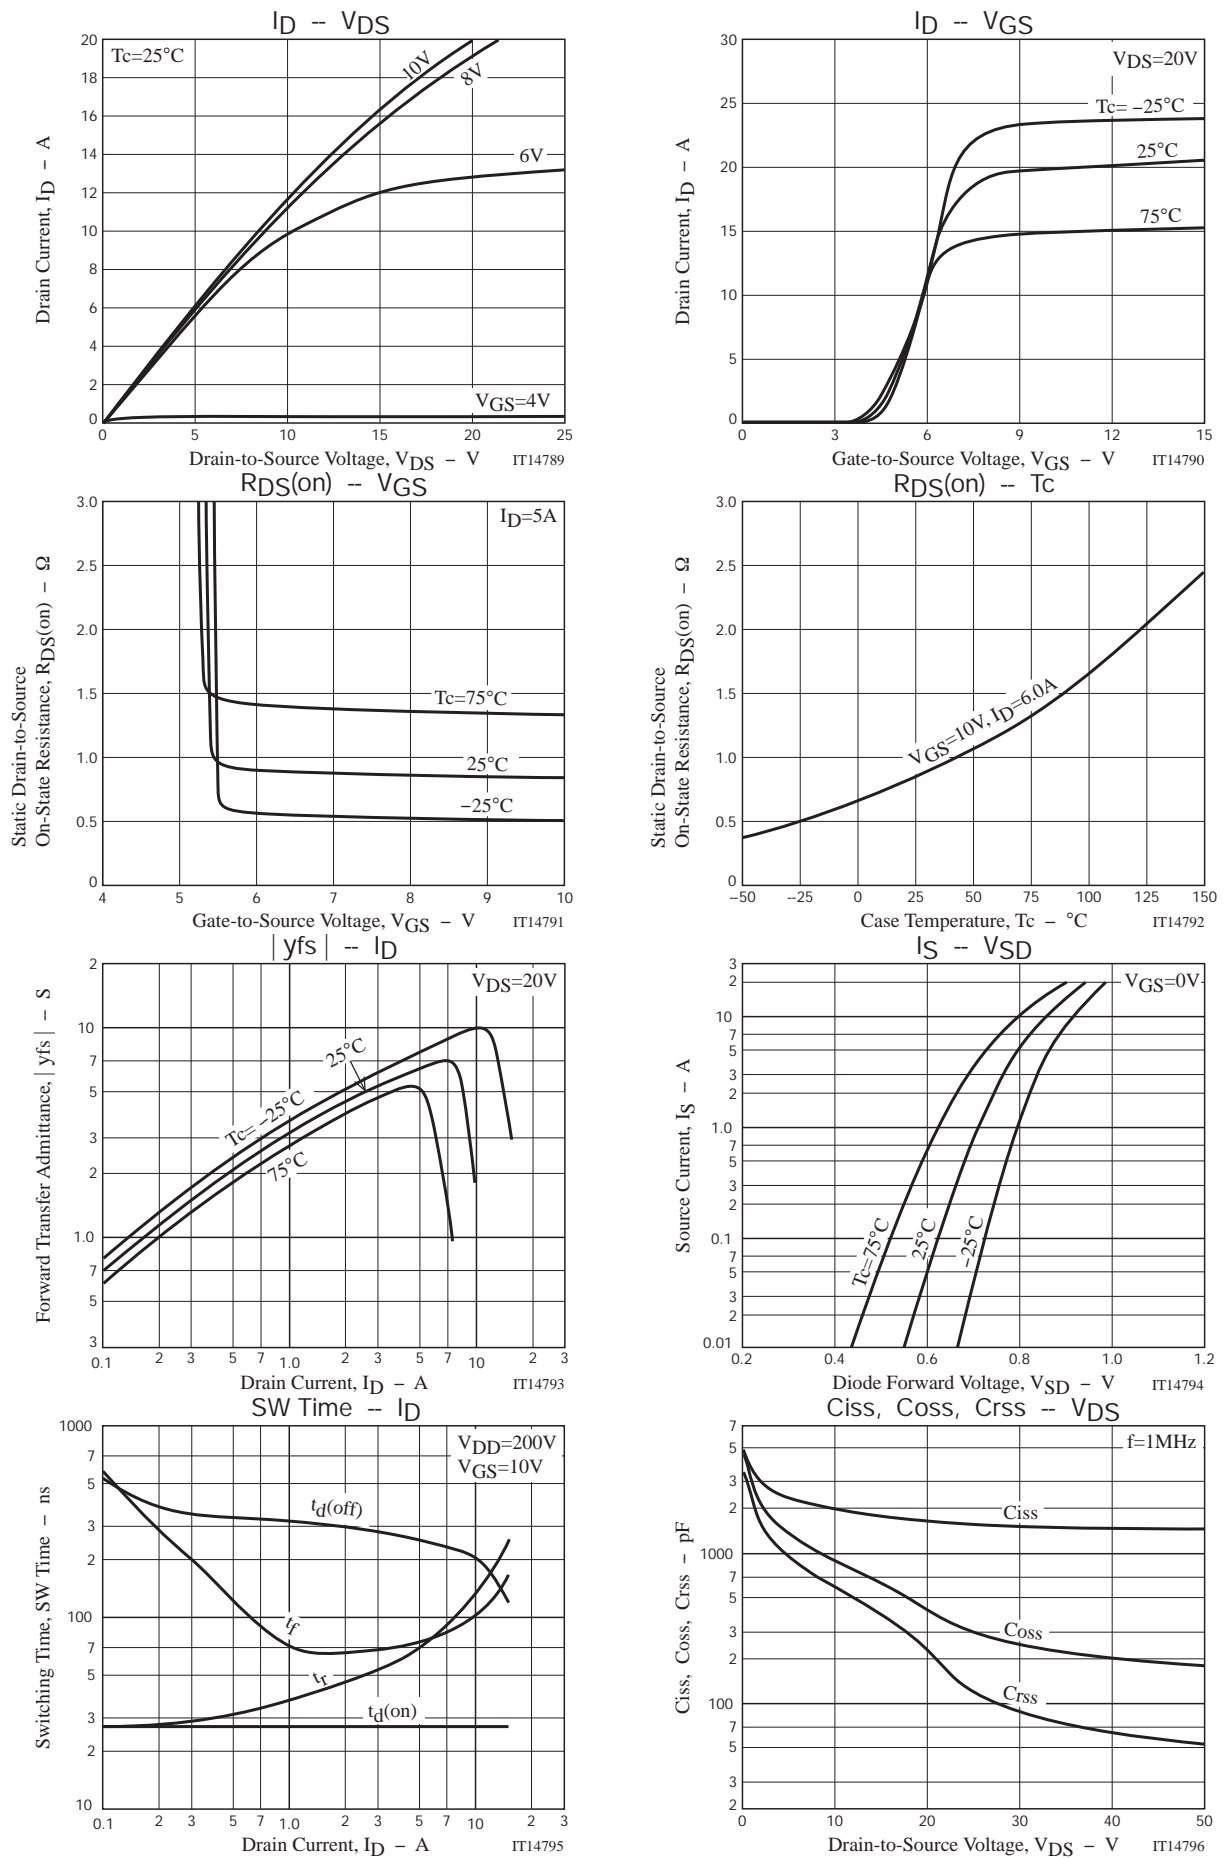 ID -- VDS
Tc=25°C
10V
8V
6V
VGS=4V
Drain Current, ID – A
20
18
16
14
12
10
8
6
4
2
0
0 5 10 15 20 25
Drain-to-Source Voltage, VDS – V IT14789
ID -- VGS
VDS=20V
Tc= –25°C
25°C
75°C
Drain Current, ID – A
30
25
20
15
10
5
0
0 3 6 9 12 15
Gate-to-Source Voltage, VGS – V IT14790
RDS(on) -- VGS
ID=5A
Tc=75°C
25°C
–25°C
Static Drain-to-Source
On-State Resistance, RDS(on) – Ω
3.0
2.5
2.0
1.5
1.0
0.5
0
4 5 6 7 8 9 10
Gate-to-Source Voltage, VGS – V IT14791
RDS(on) -- Tc
VGS=10V, ID=6.0A
Static Drain-to-Source
On-State Resistance, RDS(on) – Ω
3.0
2.5
2.0
1.5
1.0
0.5
0
--50 --25 0 25 50 75 100 125 150
Case Temperature, Tc – °C IT14792
| yfs | -- ID
VDS=20V
25°C
Tc= –25°C
75°C
Forward Transfer Admittance, | yfs | – S
2
10
7
5
3
2
1.0
7
5
3
0.1 2 3 5 7 1.0 2 3 5 7 10 2 3
Drain Current, ID – A IT14793
IS -- VSD
VGS=0V
Tc=75°C
25°C
–25°C
Source Current, IS – A
3
2
10
7
5
3
2
1.0
7
5
3
2
0.1
7
5
3
2
0.01
0.2 0.4 0.6 0.8 1.0 1.2
Diode Forward Voltage, VSD – V IT14794
SW Time -- ID
VDD=200V
VGS=10V
td(off)
tf
tr
td(on)
Switching Time, SW Time – ns
1000
7
5
3
2
100
7
5
3
2
10
0.1 2 3 5 7 1.0 2 3 5 7 10 2 3
Drain Current, ID – A IT14795
Ciss, Coss, Crss -- VDS
f=1MHz
Ciss
Coss
Crss
Ciss, Coss, Crss – pF
7
5
3
2
1000
7
5
3
2
100
7
5
3
2
0 10 20 30 40 50
Drain-to-Source Voltage, VDS – V IT14796